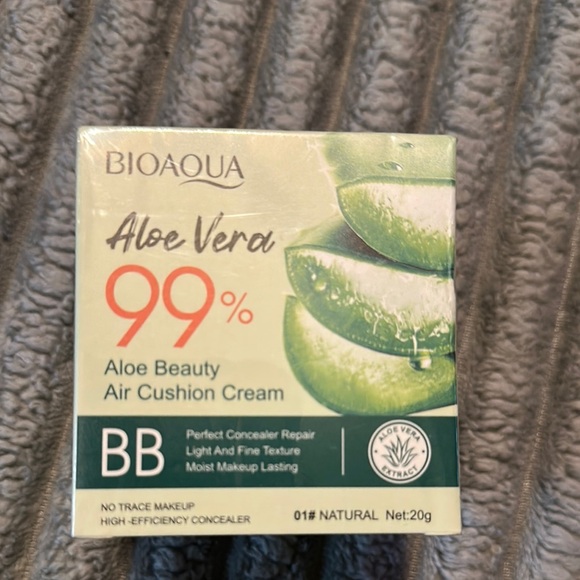 BIOAQUA
Aloe Vera
99%
Aloe Beauty
Air Cushion Cream
BB
Perfect Concealer Repair
Light And Fine Texture
Moist Makeup Lasting
ALOE VERA
EXTRACT
NO TRACE MAKEUP
HIGH -EFFICIENCY CONCEALER
01# NATURAL Net:20g